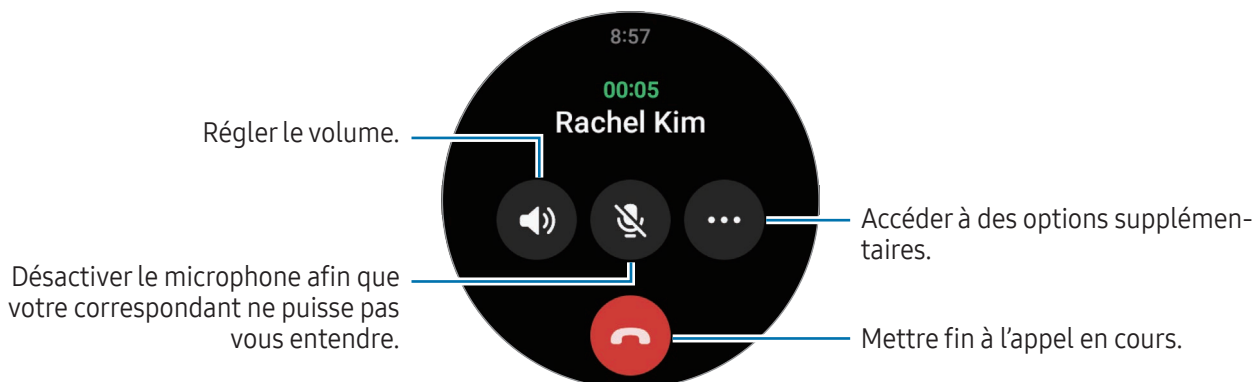 8:57
00:05
Rachel Kim
Régler le volume.
Accéder à des options supplémen-
taires.
Désactiver le microphone afin que
votre correspondant ne puisse pas
vous entendre.
Mettre fin à l'appel en cours.